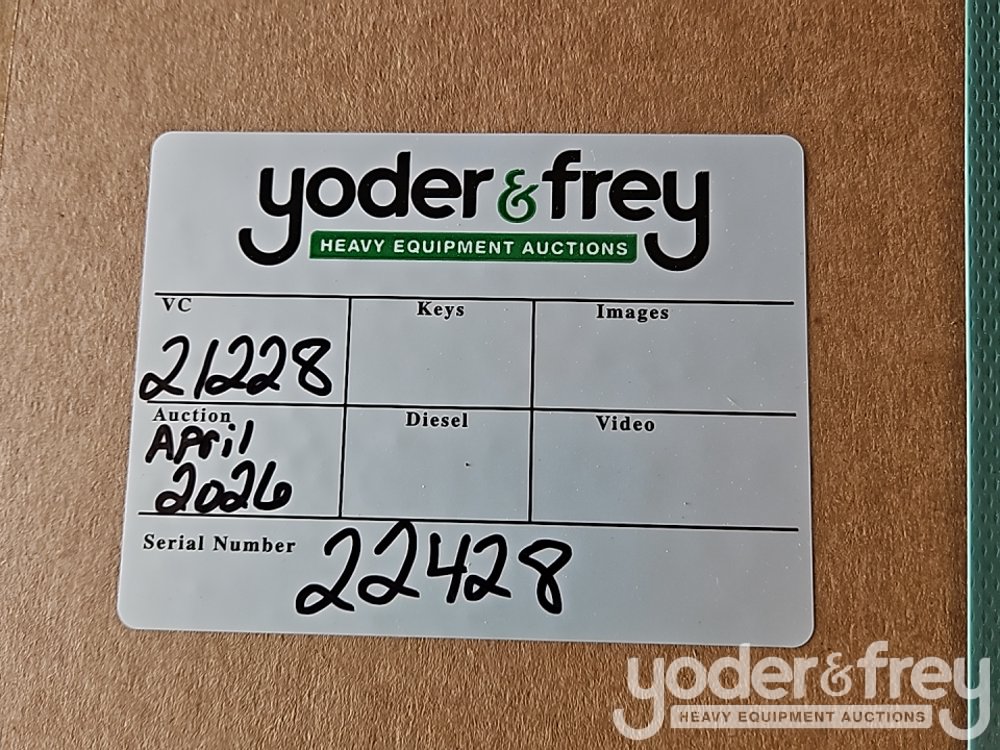 yoder & frey
HEAVY EQUIPMENT AUCTIONS
VC
Keys
Images
21228
Auction
Diesel
Video
April
2026
Serial Number
22428
yoder & frey
HEAVY EQUIPMENT AUCTIONS